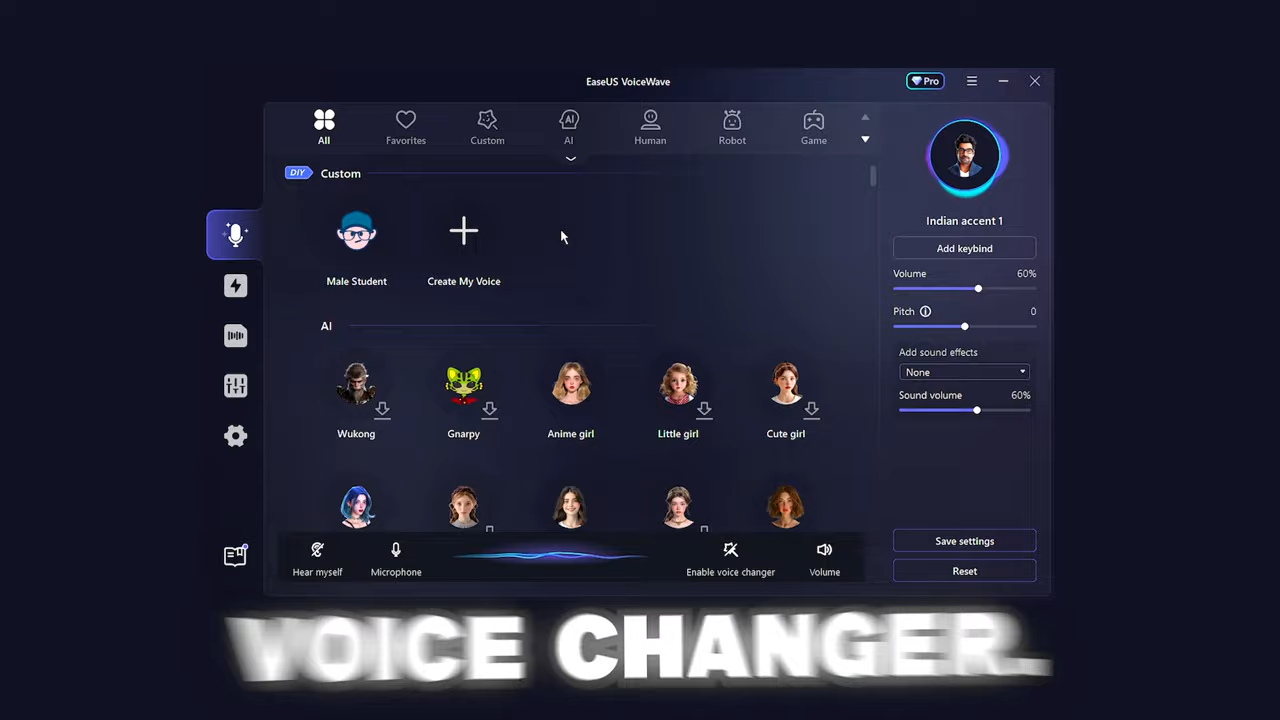 EaseUS VoiceWave
Pro
All
Favorites
Custom
AI
Human
Robot
Game
DIY Custom
Male Student
Create My Voice
AI
Wukong
Gnarpy
Anime girl
Little girl
Cute girl
Hear myself
Microphone
Enable voice changer
Volume
Indian accent 1
Add keybind
Volume 60%
Pitch 0
Add sound effects
None
Sound volume 60%
Save settings
Reset
VOICE CHANGER...